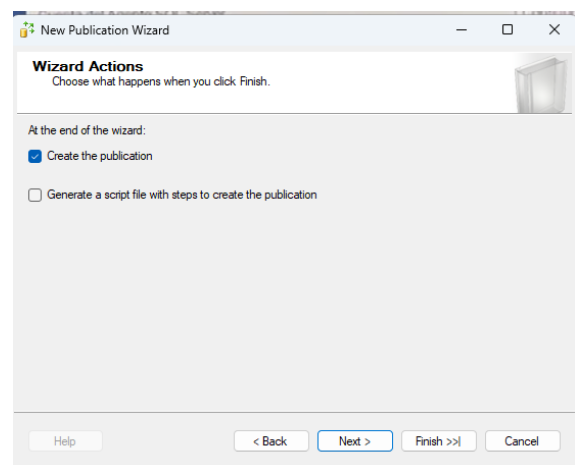 New Publication Wizard
Wizard Actions
Choose what happens when you click Finish.
At the end of the wizard:
Create the publication
Generate a script file with steps to create the publication
Help
< Back
Next >
Finish >>|
Cancel